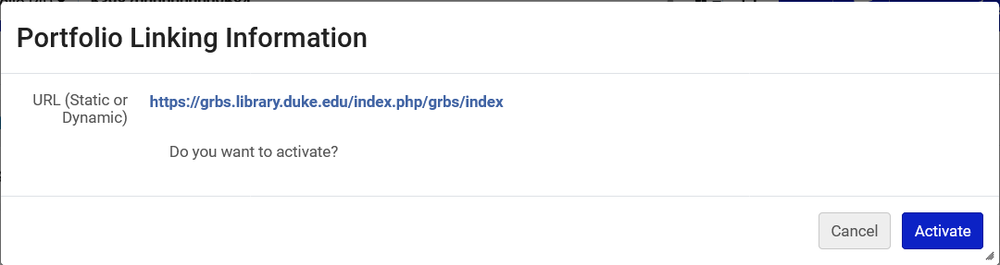 Portfolio Linking Information
URL (Static or
Dynamic)
https://grbs.library.duke.edu/index.php/grbs/index
Do you want to activate?
Cancel
Activate